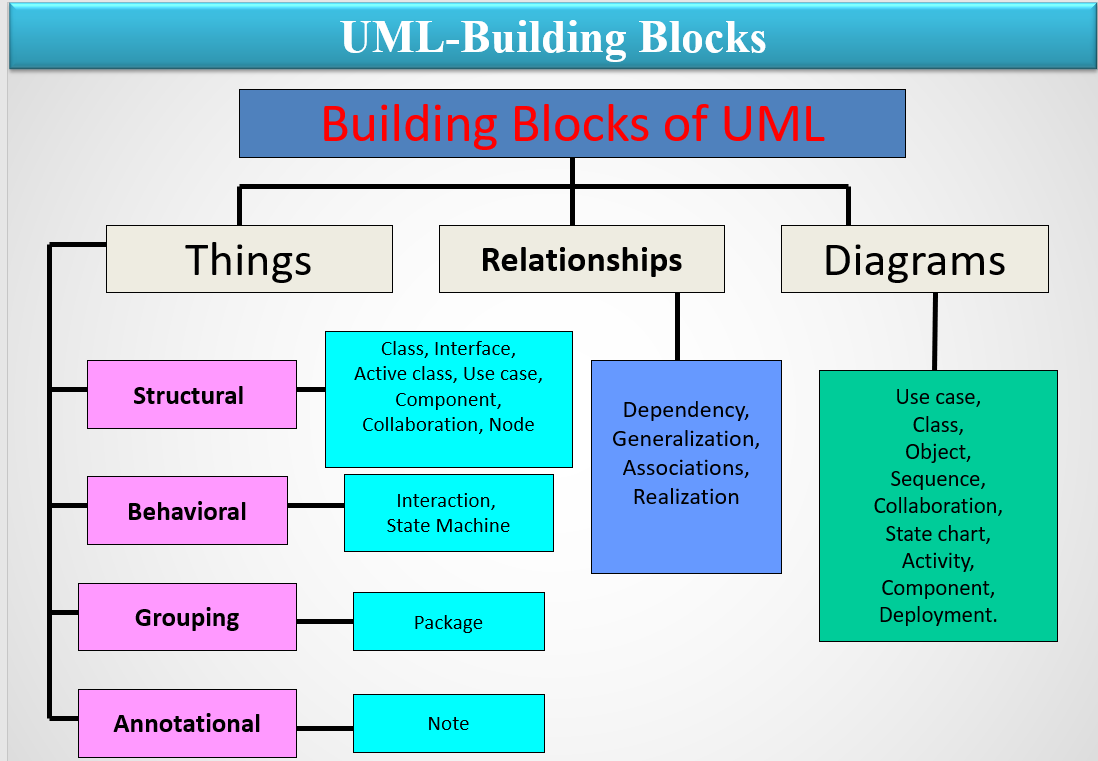 UML-Building Blocks
Building Blocks of UML
Things
Relationships
Diagrams
Structural
Class, Interface,
Active class, Use case,
Component,
Collaboration, Node
Behavioral
Interaction,
State Machine
Grouping
Package
Annotational
Note
Dependency,
Generalization,
Associations,
Realization
Use case,
Class,
Object,
Sequence,
Collaboration,
State chart,
Activity,
Component,
Deployment.